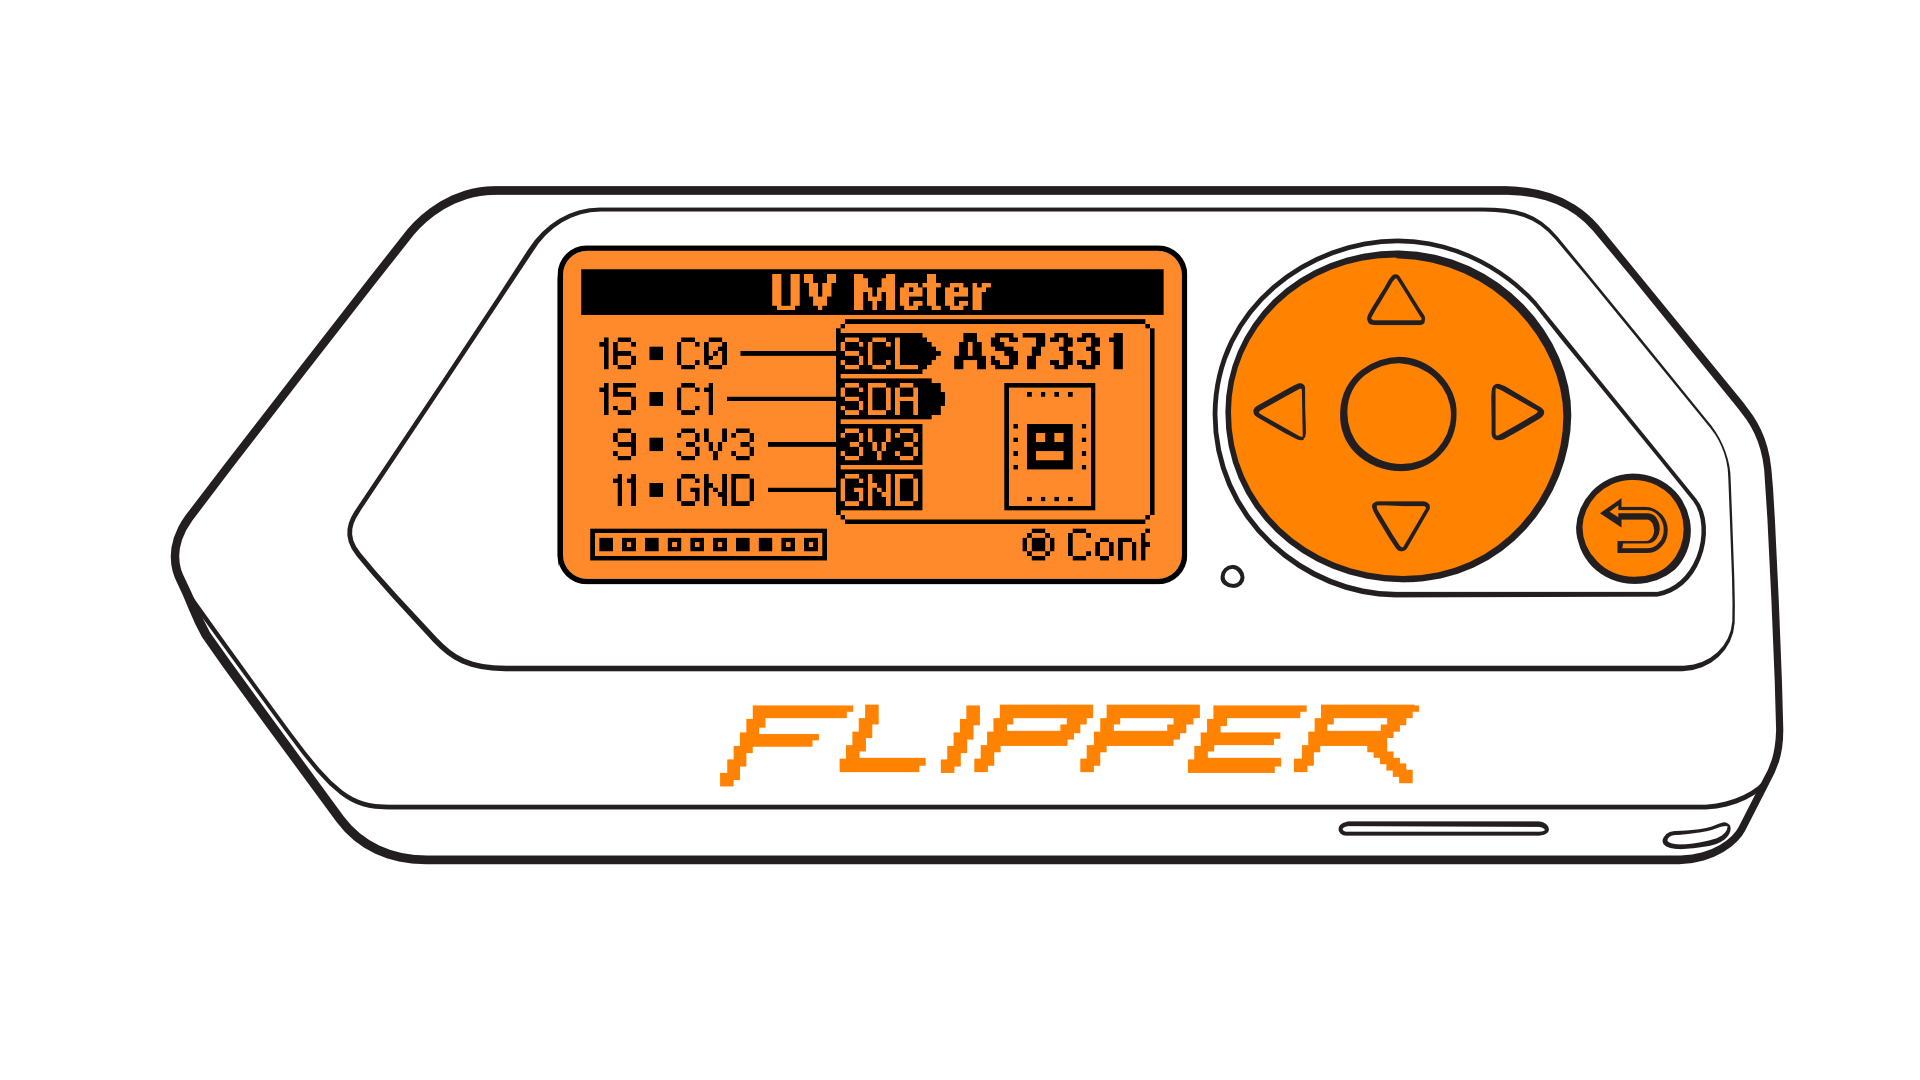 UV Meter
16 ▪ C0 SCL AS7331
15 ▪ C1 SDA
9 ▪ 3V3 3V3
11 ▪ GND GND
Conf
FLIPPER